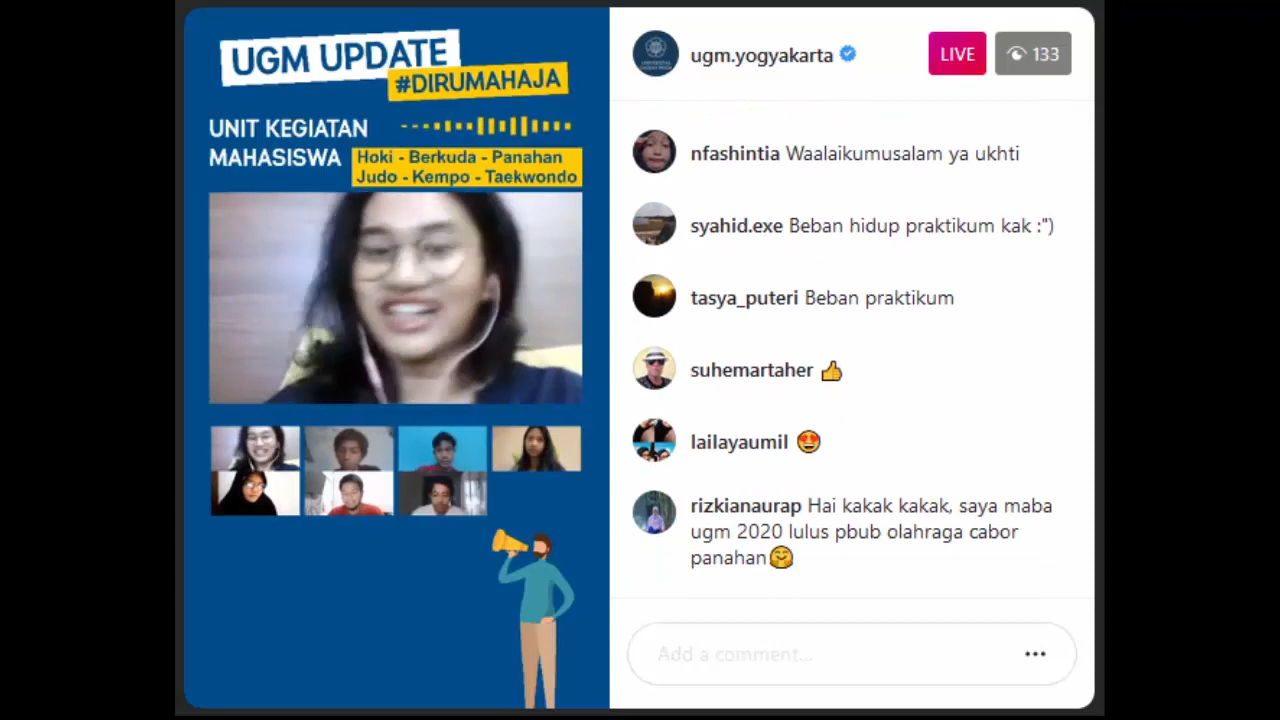 UGM UPDATE
#DIRUMAHAJA
UNIT KEGIATAN
MAHASISWA
Hoki - Berkuda - Panahan
Judo - Kempo - Taekwondo
ugm.yogyakarta
LIVE
133
nfashintia Waalaikumusalam ya ukhti
syahid.exe Beban hidup praktikum kak :")
tasya_puteri Beban praktikum
suhemartaher 👍
lailayaumil 😍
rizkianaurap Hai kakak kakak, saya maba
ugm 2020 lulus pbub olahraga cabor
panahan🤗
Add a comment...